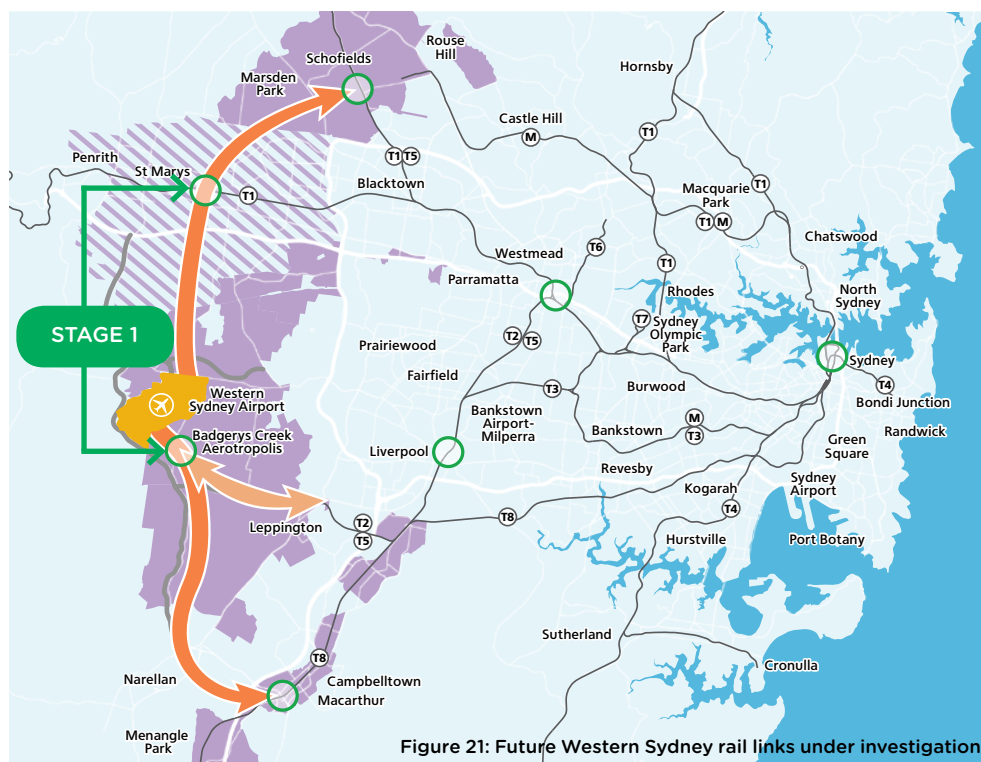 Rouse
Hill
Schofields
Marsden
Park
Hornsby
Castle Hill
M
T1
Penrith
St Marys
T1
T1 T5
Blacktown
Macquarie
Park
T1
T1 M
Chatswood
Westmead
T6
Parramatta
T1
Rhodes
North
Sydney
STAGE 1
T7
Sydney
Olympic
Park
T2 T5
Prairiewood
Fairfield
Sydney
T4
Bondi Junction
Western
Sydney Airport
T3
Burwood
Bankstown
Airport-
Milperra
M
T3
Bankstown
Randwick
Badgerys Creek
Aerotropolis
Liverpool
Green
Square
Revesby
Kogarah
Sydney
Airport
T4
Leppington
T2
T5
T8
Hurstville
Port Botany
Sutherland
Cronulla
T8
Narellan
Campbelltown
Macarthur
Menangle
Park
Figure 21: Future Western Sydney rail links under investigation